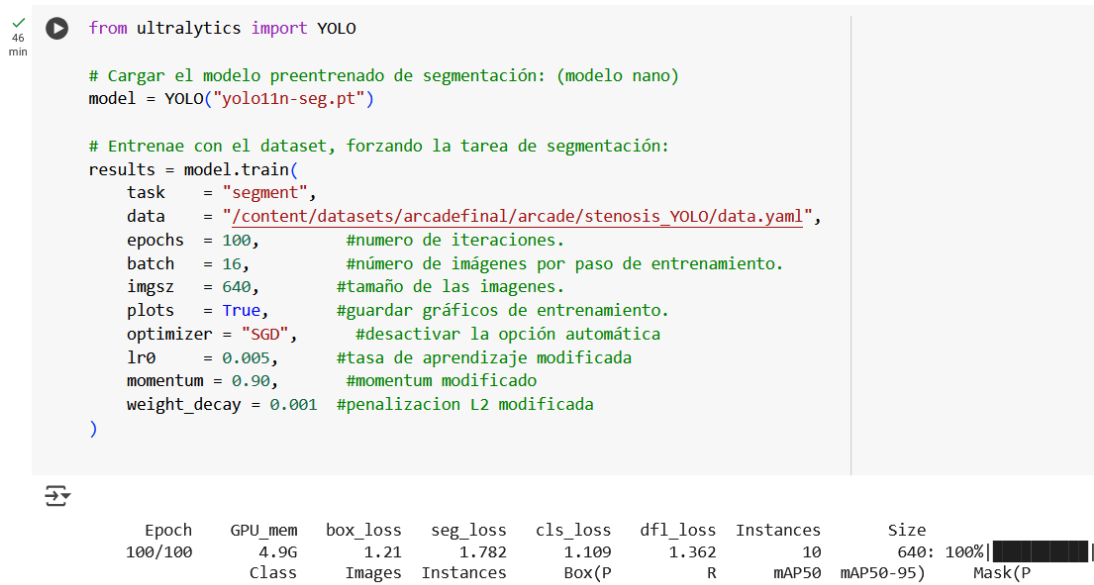 from ultralytics import YOLO
# Cargar el modelo preentrenado de segmentación: (modelo nano)
model = YOLO("yolo11n-seg.pt")
# Entrenae con el dataset, forzando la tarea de segmentación:
results = model.train(
task = "segment",
data = "/content/datasets/arcadefinal/arcade/stenosis_YOLO/data.yaml",
epochs = 100, #numero de iteraciones.
batch = 16, #número de imágenes por paso de entrenamiento.
imgsz = 640, #tamaño de las imagenes.
plots = True, #guardar gráficos de entrenamiento.
optimizer = "SGD", #desactivar la opción automática
lr0 = 0.005, #tasa de aprendizaje modificada
momentum = 0.90, #momentum modificado
weight_decay = 0.001 #penalizacion L2 modificada
)
46
min
Epoch GPU_mem box_loss seg_loss cls_loss dfl_loss Instances Size
100/100 4.9G 1.21 1.782 1.109 1.362 10 640: 100%|██████████|
Class Images Instances Box(P R mAP50 mAP50-95) Mask(P